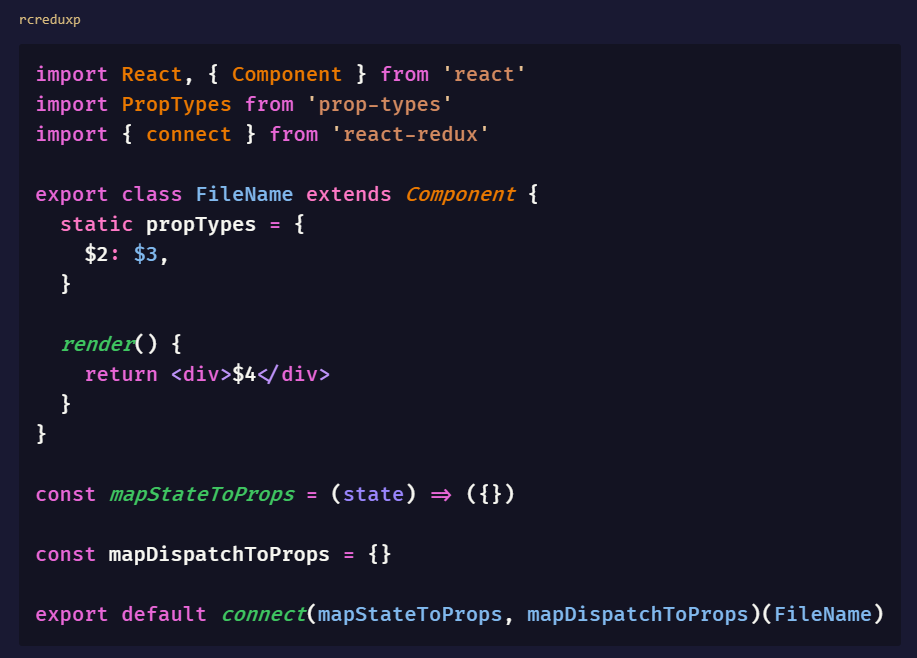 rcreduxp
import React, { Component } from 'react'
import PropTypes from 'prop-types'
import { connect } from 'react-redux'
export class FileName extends Component {
static propTypes = {
$2: $3,
}
render() {
return <div>$4</div>
}
}
const mapStateToProps = (state) => ({})
const mapDispatchToProps = {}
export default connect(mapStateToProps, mapDispatchToProps)(FileName)